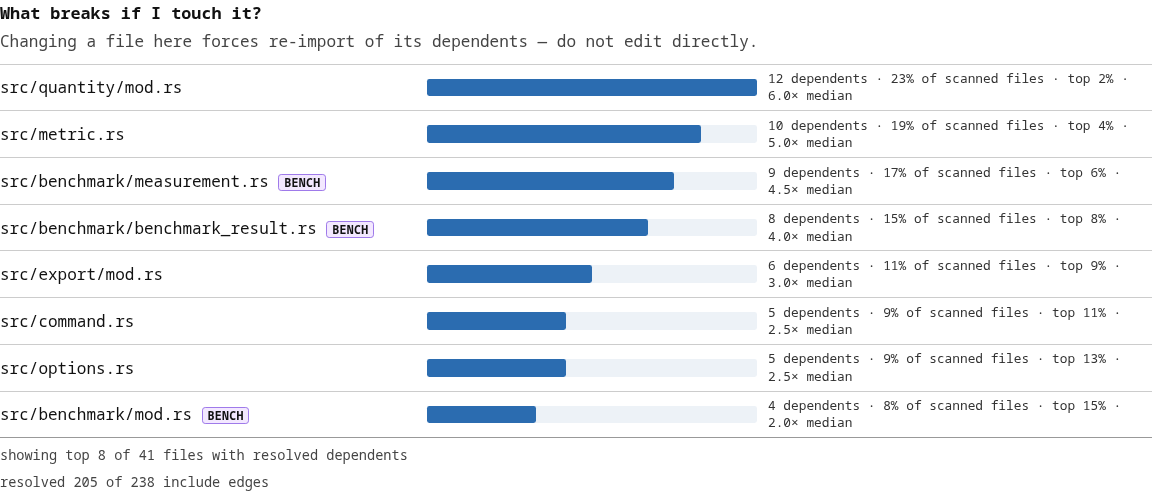 What breaks if I touch it?
Changing a file here forces re-import of its dependents — do not edit directly.
src/quantity/mod.rs
12 dependents · 23% of scanned files · top 2% ·
6.0× median
src/metric.rs
10 dependents · 19% of scanned files · top 4% ·
5.0× median
src/benchmark/measurement.rs BENCH
9 dependents · 17% of scanned files · top 6% ·
4.5× median
src/benchmark/benchmark_result.rs BENCH
8 dependents · 15% of scanned files · top 8% ·
4.0× median
src/export/mod.rs
6 dependents · 11% of scanned files · top 9% ·
3.0× median
src/command.rs
5 dependents · 9% of scanned files · top 11% ·
2.5× median
src/options.rs
5 dependents · 9% of scanned files · top 13% ·
2.5× median
src/benchmark/mod.rs BENCH
4 dependents · 8% of scanned files · top 15% ·
2.0× median
showing top 8 of 41 files with resolved dependents
resolved 205 of 238 include edges